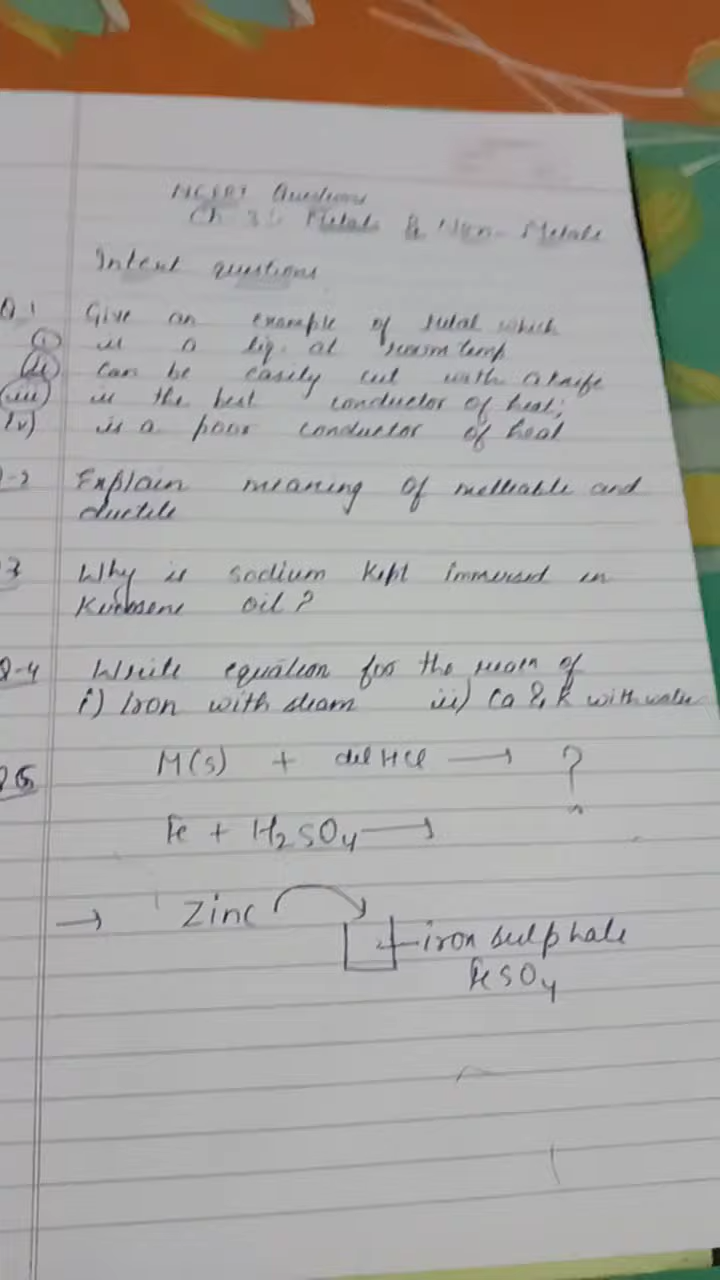 NCERT Questions
Ch 3: Metals & Non-Metals
Intext questions
Q.1 Give an example of metal which
(i) is a liq. at room temp
(ii) can be easily cut with a knife
(iii) is the best conductor of heat;
iv) is a poor conductor of heat
Q-2 Explain meaning of melleable and
ductile
3 Why is sodium kept immersed in
Kerosene oil?
Q-4 Write equation for the reacn of
i) Iron with steam ii) Ca & K with water
Q5 M(s) + dil HCl → ?
Fe + H2SO4 →
→ Zinc
iron sulphate
FeSO4